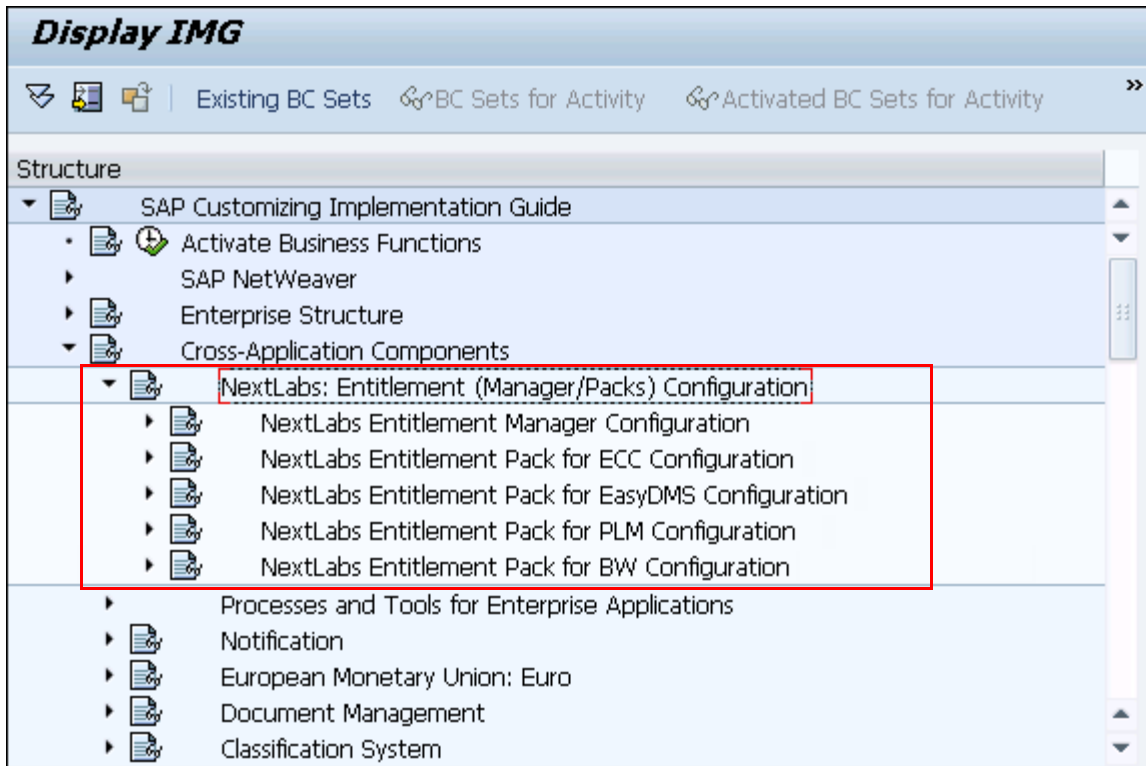 Display IMG
Existing BC Sets BC Sets for Activity Activated BC Sets for Activity »
Structure
SAP Customizing Implementation Guide
Activate Business Functions
SAP NetWeaver
Enterprise Structure
Cross-Application Components
NextLabs: Entitlement (Manager/Packs) Configuration
NextLabs Entitlement Manager Configuration
NextLabs Entitlement Pack for ECC Configuration
NextLabs Entitlement Pack for EasyDMS Configuration
NextLabs Entitlement Pack for PLM Configuration
NextLabs Entitlement Pack for BW Configuration
Processes and Tools for Enterprise Applications
Notification
European Monetary Union: Euro
Document Management
Classification System